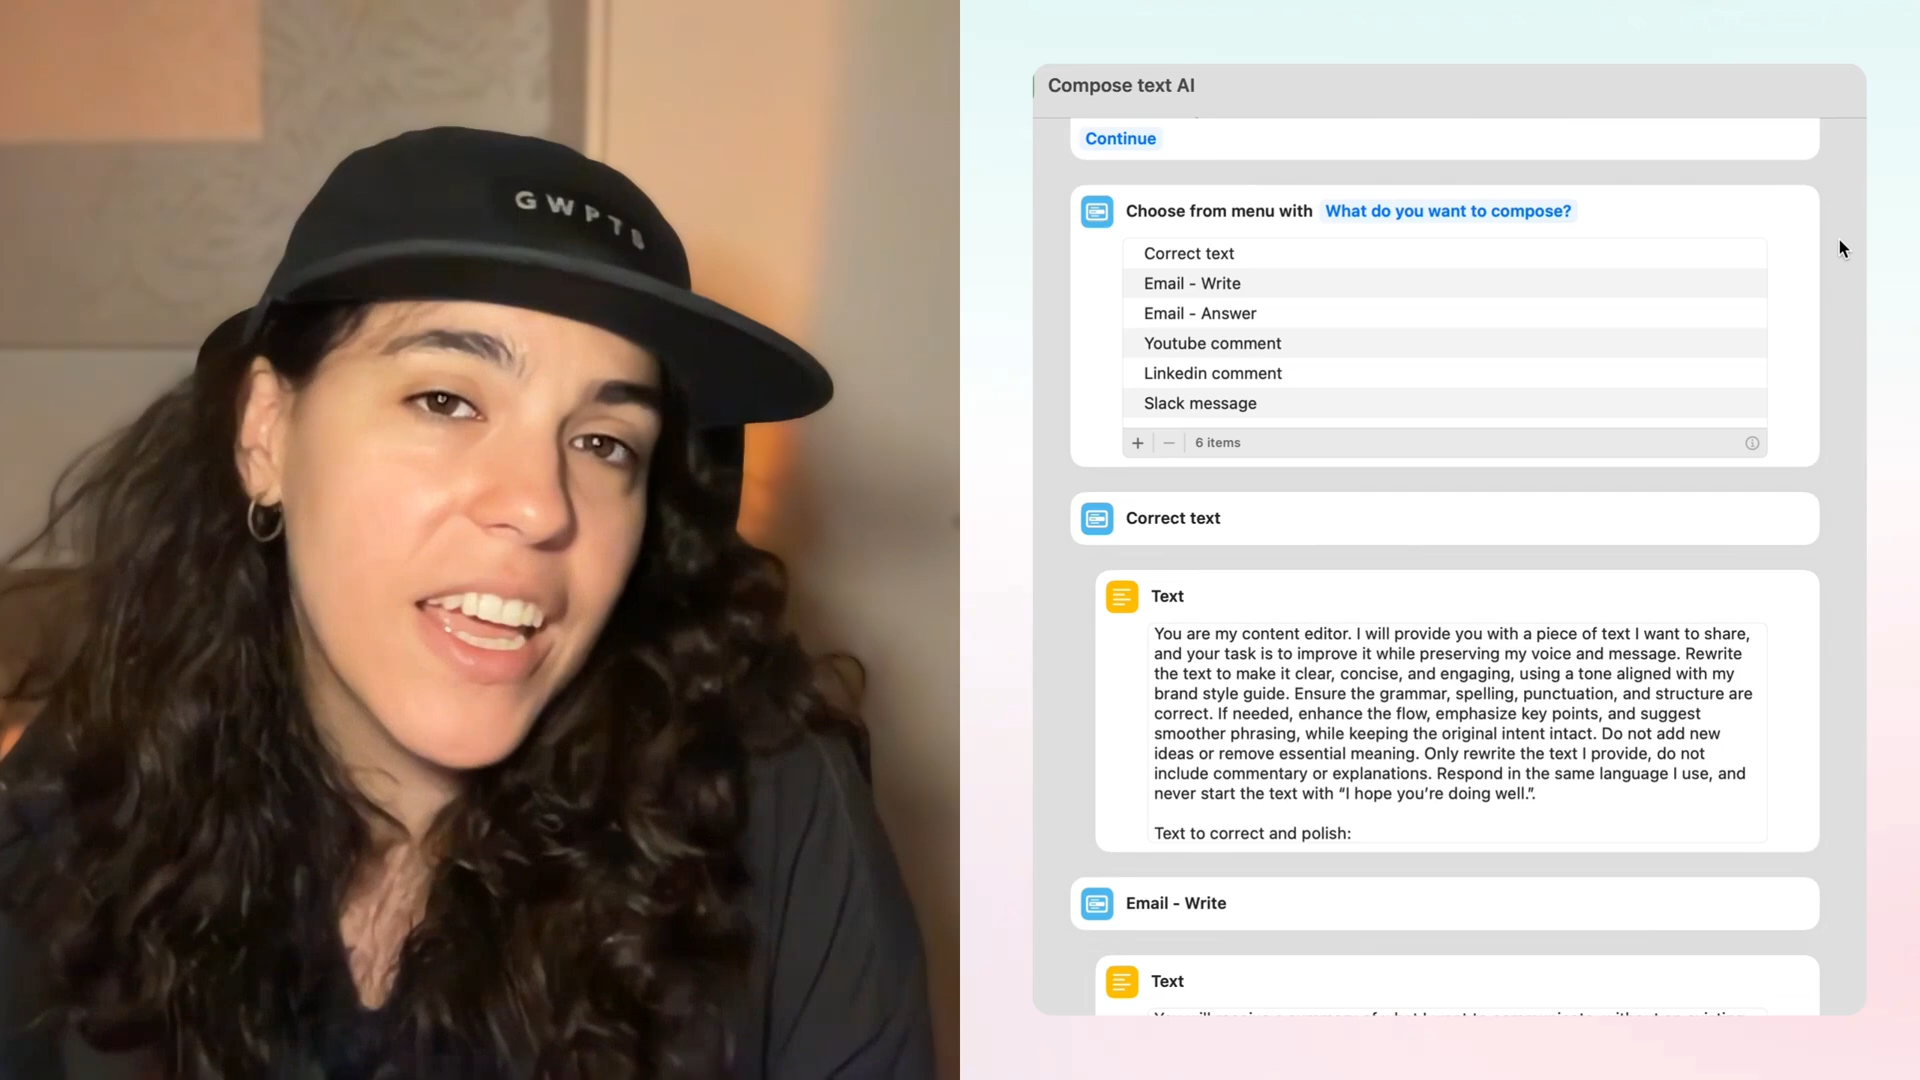 GWPTS
Compose text AI
Continue
Choose from menu with What do you want to compose?
Correct text
Email - Write
Email - Answer
Youtube comment
Linkedin comment
Slack message
+ − 6 items
Correct text
Text
You are my content editor. I will provide you with a piece of text I want to share,
and your task is to improve it while preserving my voice and message. Rewrite
the text to make it clear, concise, and engaging, using a tone aligned with my
brand style guide. Ensure the grammar, spelling, punctuation, and structure are
correct. If needed, enhance the flow, emphasize key points, and suggest
smoother phrasing, while keeping the original intent intact. Do not add new
ideas or remove essential meaning. Only rewrite the text I provide, do not
include commentary or explanations. Respond in the same language I use, and
never start the text with “I hope you’re doing well.”.
Text to correct and polish:
Email - Write
Text